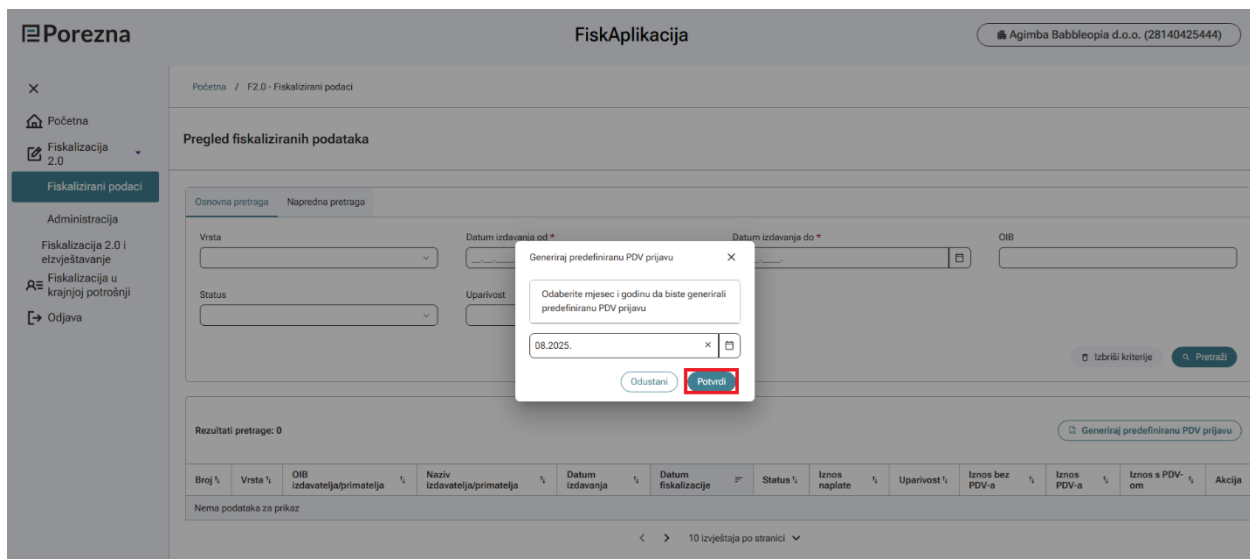 Porezna
FiskAplikacija
Agimba Babbleopia d.o.o. (28140425444)
Početna / F2.0 - Fiskalizirani podaci
Početna
Fiskalizacija
2.0
Fiskalizirani podaci
Administracija
Fiskalizacija 2.0 i
eIzvještavanje
Fiskalizacija u
krajnjoj potrošnji
Odjava
Pregled fiskaliziranih podataka
Osnovna pretraga Napredna pretraga
Vrsta Datum izdavanja od * Datum izdavanja do * OIB
Status Uparivost
Generiraj predefiniranu PDV prijavu
Odaberite mjesec i godinu da biste generirali
predefiniranu PDV prijavu
08.2025.
Odustani Potvrdi
Izbriši kriterije Pretraži
Rezultati pretrage: 0 Generiraj predefiniranu PDV prijavu
Broj Vrsta OIB izdavatelja/primatelja Naziv izdavatelja/primatelja Datum izdavanja Datum fiskalizacije Status Iznos naplate Uparivost Iznos bez PDV-a Iznos PDV-a Iznos s PDV-om Akcija
Nema podataka za prikaz
10 izvještaja po stranici